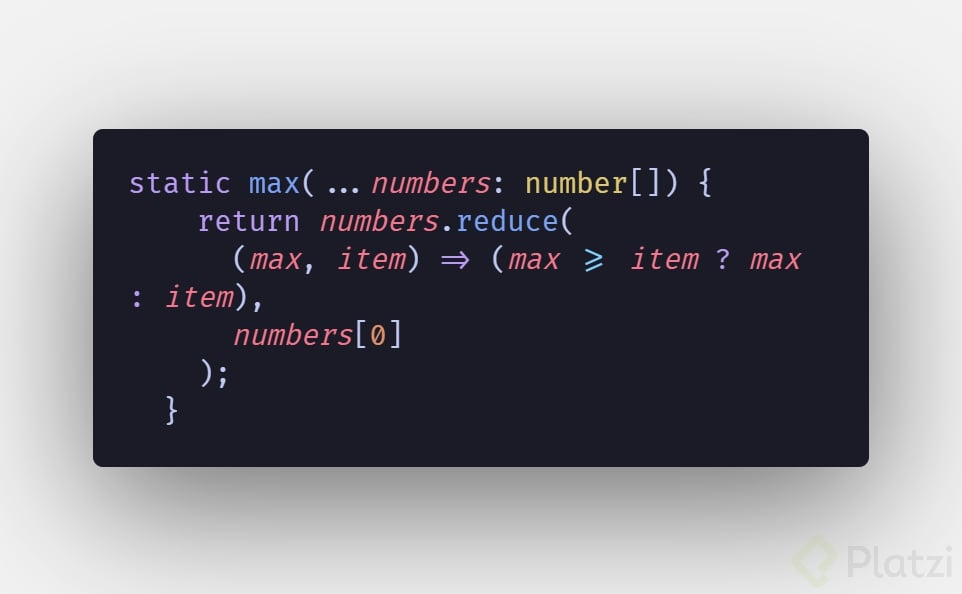 static max(...numbers: number[]) {
    return numbers.reduce(
      (max, item) => (max >= item ? max
: item),
      numbers[0]
    );
  }
Platzi